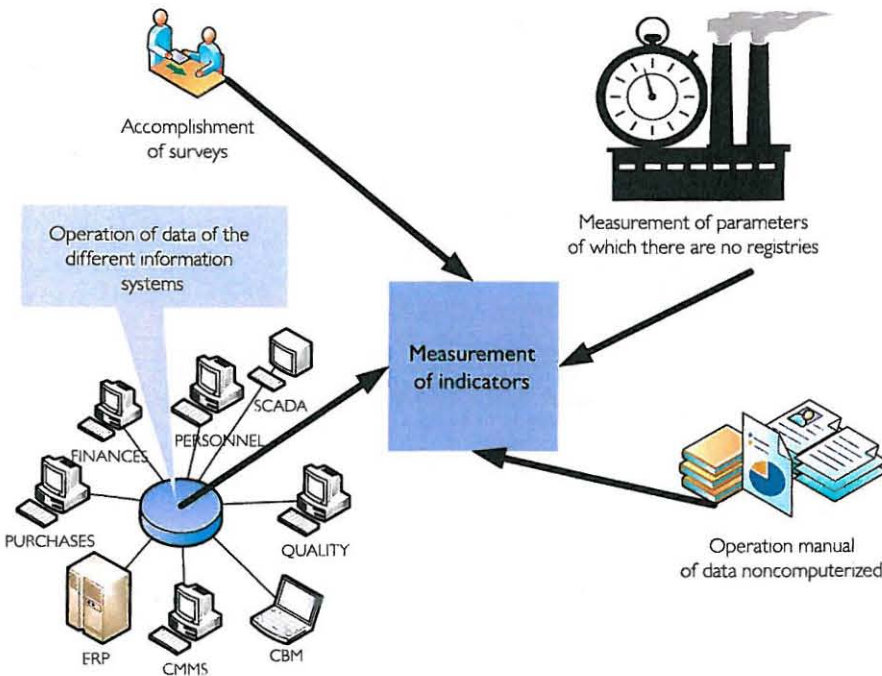 Accomplishment
of surveys
Measurement of parameters
of which there are no registries
Operation of data of the
different information
systems
Measurement
of indicators
SCADA
PERSONNEL
FINANCES
PURCHASES
QUALITY
ERP
CMMS
CBM
Operation manual
of data noncomputerized